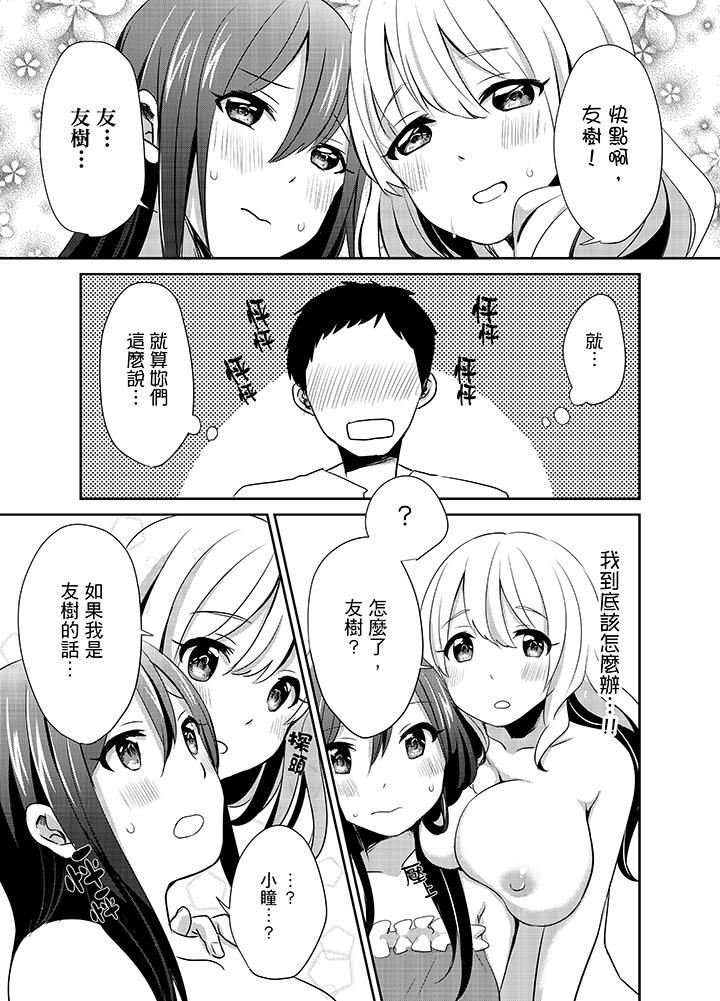 快點啊，
友樹！
友…
友樹…
就…
怦怦
怦怦
怦怦
怦怦
就算妳們
這麼說…
我到底該怎麼辦…!!
？
怎麼了，
友樹？
壓上
如果我是
友樹的話…
探頭
…？
小瞳…？
怦怦